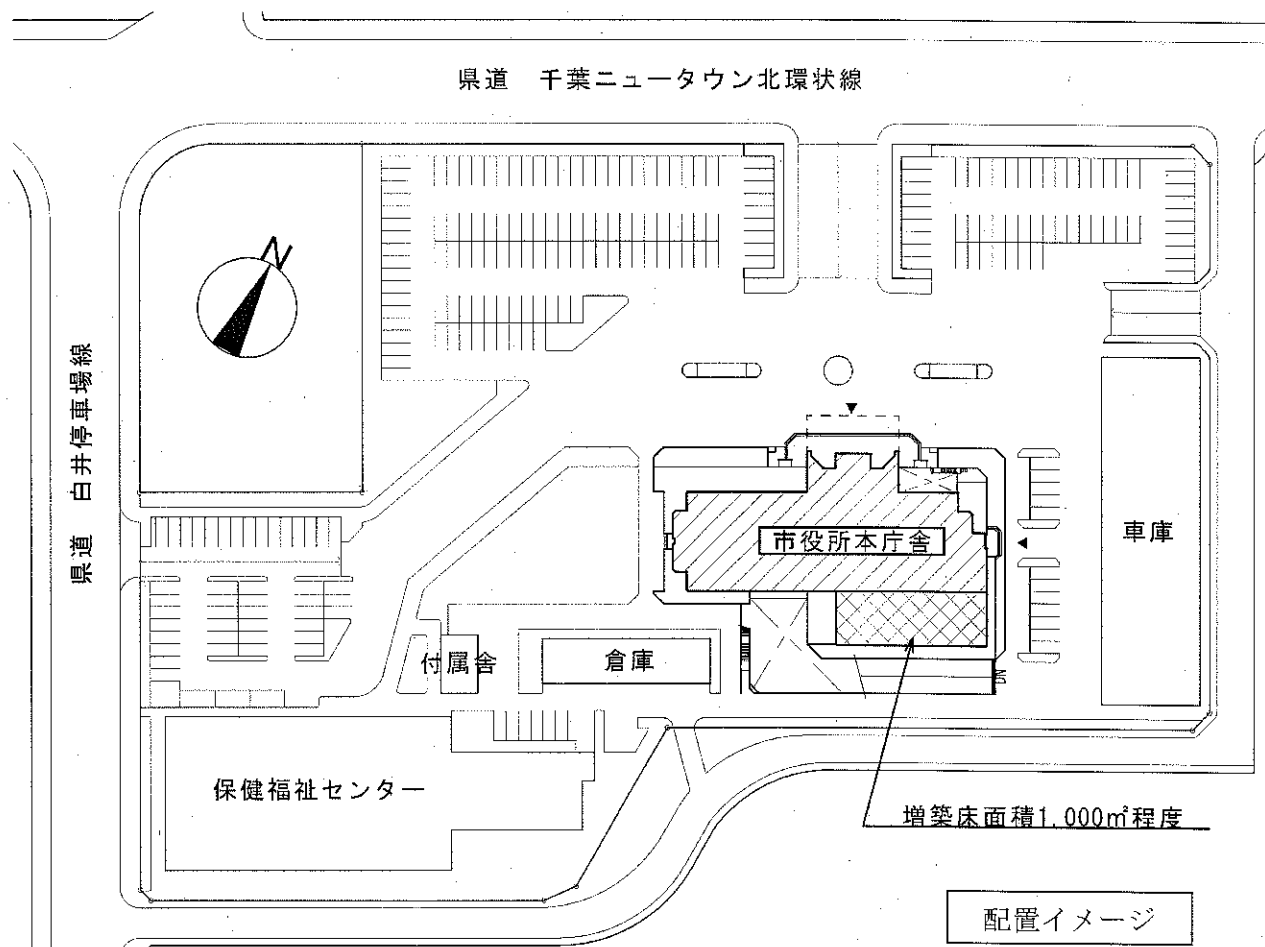 県道 千葉ニュータウン北環状線
N
県道 白井停車場線
市役所本庁舎
車庫
付属舎
倉庫
DN
保健福祉センター
増築床面積1,000㎡程度
配置イメージ